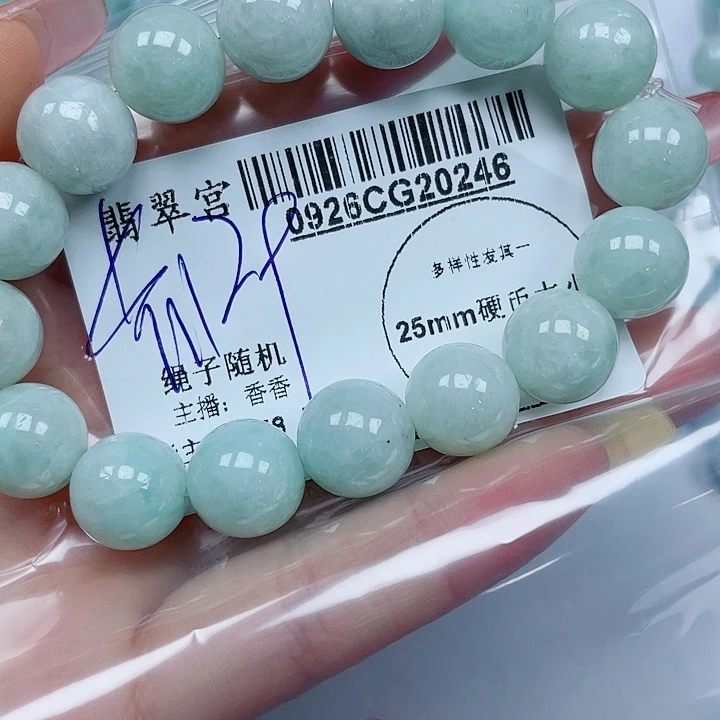 翡翠宫
0926CG20246
多样性发其一
25mm硬币大小
绳子随机
主播：香香